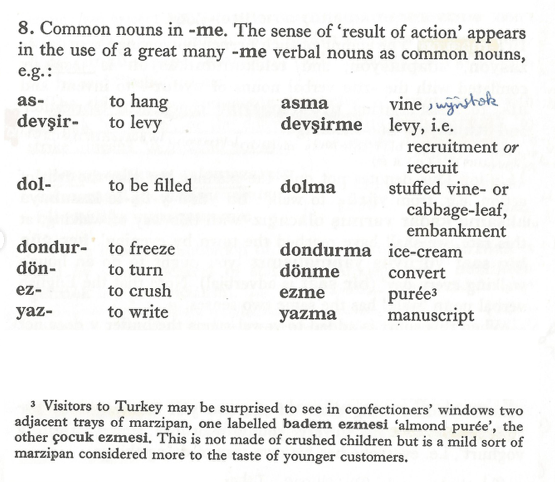 8. Common nouns in -me. The sense of ‘result of action’ appears
in the use of a great many -me verbal nouns as common nouns,
e.g.:
as- to hang asma vine , wijnstok
devşir- to levy devşirme levy, i.e.
recruitment or
recruit
dol- to be filled dolma stuffed vine- or
cabbage-leaf,
embankment
dondur- to freeze dondurma ice-cream
dön- to turn dönme convert
ez- to crush ezme purée³
yaz- to write yazma manuscript
³ Visitors to Turkey may be surprised to see in confectioners’ windows two
adjacent trays of marzipan, one labelled badem ezmesi ‘almond purée’, the
other çocuk ezmesi. This is not made of crushed children but is a mild sort of
marzipan considered more to the taste of younger customers.